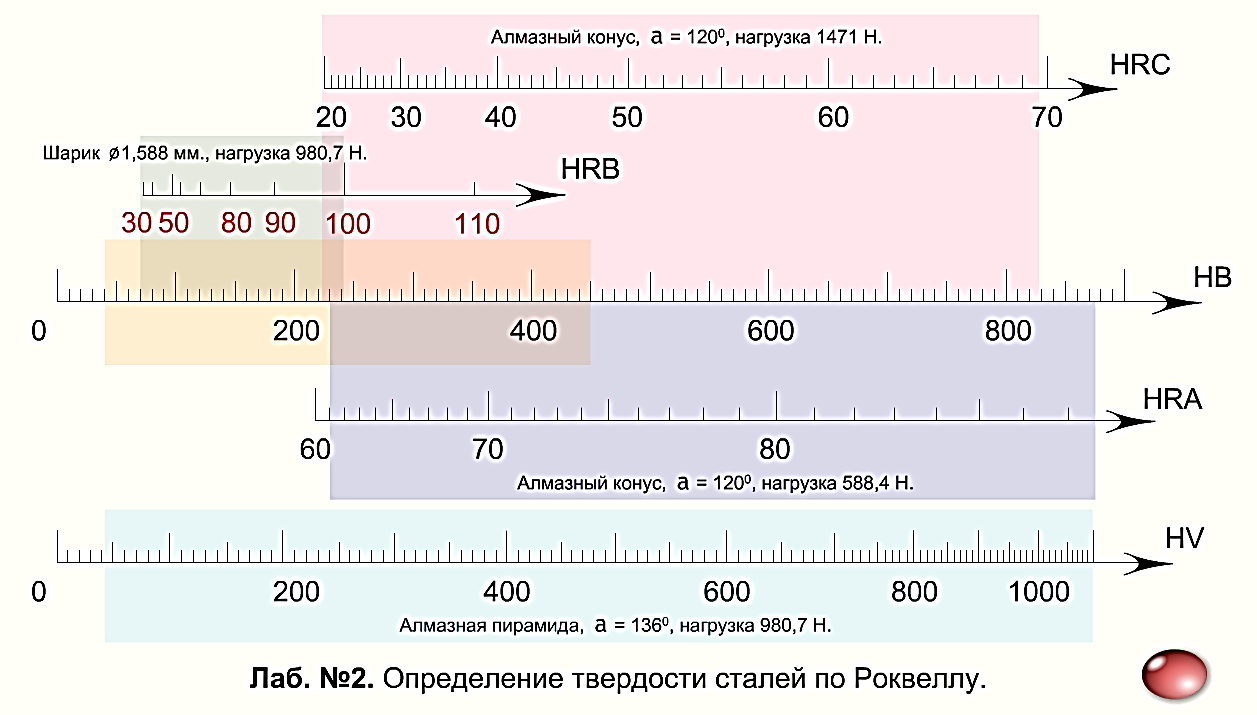 Алмазный конус, a = 120⁰, нагрузка 1471 Н.
HRC
20 30 40 50 60 70
Шарик ⌀1,588 мм., нагрузка 980,7 Н.
HRB
30 50 80 90 100 110
HB
0 200 400 600 800
HRA
60 70 80
Алмазный конус, a = 120⁰, нагрузка 588,4 Н.
HV
0 200 400 600 800 1000
Алмазная пирамида, a = 136⁰, нагрузка 980,7 Н.
Лаб. №2. Определение твердости сталей по Роквеллу.